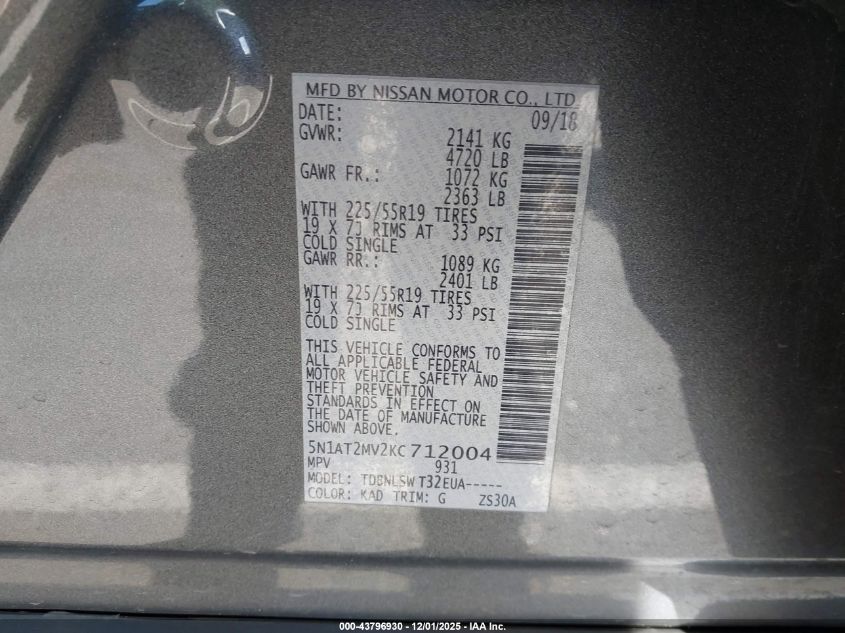 MFD BY NISSAN MOTOR CO., LTD.
DATE: 09/18
GVWR: 2141 KG
4720 LB
GAWR FR.: 1072 KG
2363 LB
WITH 225/55R19 TIRES
19 X 7J RIMS AT 33 PSI
COLD SINGLE
GAWR RR.: 1089 KG
2401 LB
WITH 225/55R19 TIRES
19 X 7J RIMS AT 33 PSI
COLD SINGLE
THIS VEHICLE CONFORMS TO
ALL APPLICABLE FEDERAL
MOTOR VEHICLE SAFETY AND
THEFT PREVENTION
STANDARDS IN EFFECT ON
THE DATE OF MANUFACTURE
SHOWN ABOVE.
5N1AT2MV2KC712004
MPV 931
MODEL: TDBNLSW T32EUA-----
COLOR: KAD TRIM: G ZS30A
000-43796930 - 12/01/2025 - IAA Inc.